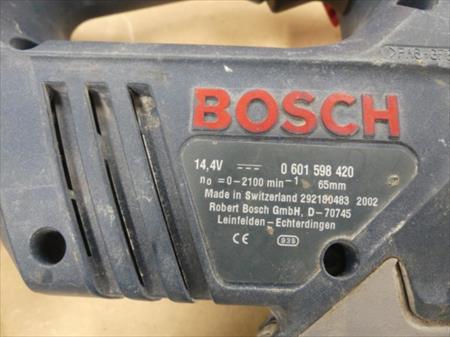 BOSCH
14,4V 0 601 598 420
n₀ = 0-2100 min⁻¹ 65mm
Made in Switzerland 292190483 2002
Robert Bosch GmbH, D-70745
Leinfelden-Echterdingen
CE